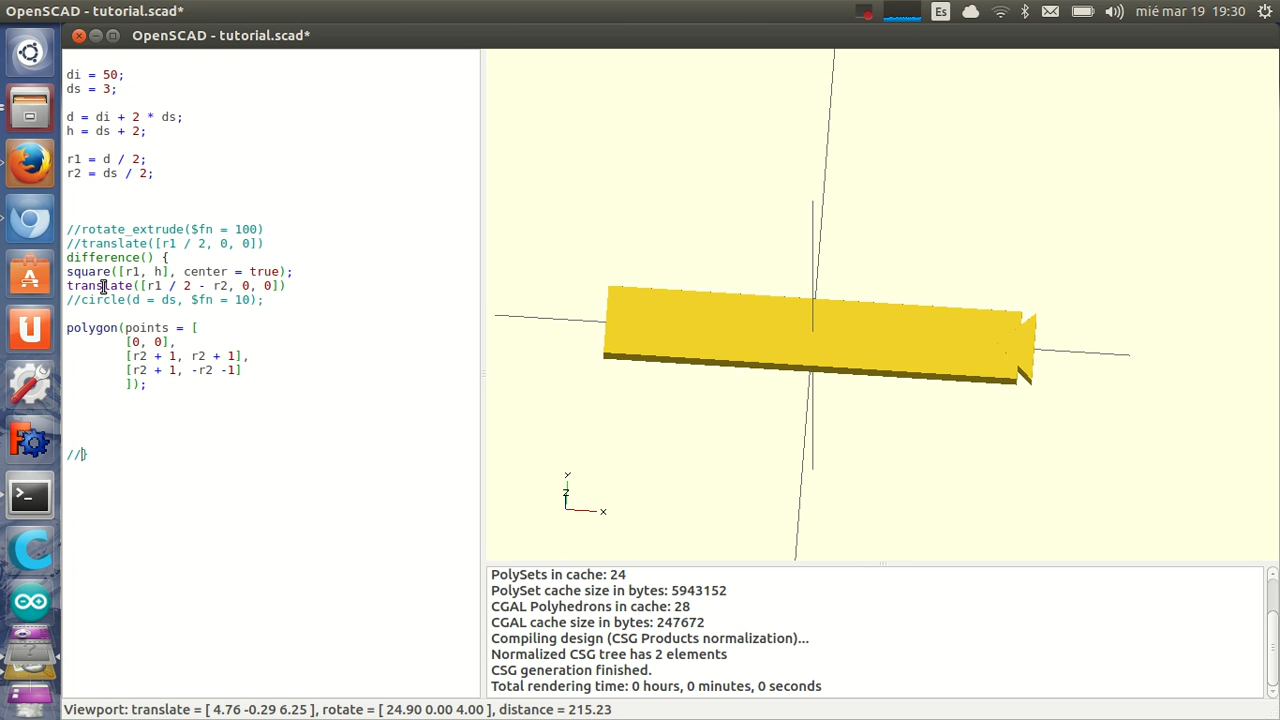 OpenSCAD - tutorial.scad*
Es
mié mar 19 19:30
OpenSCAD - tutorial.scad*
di = 50;
ds = 3;
d = di + 2 * ds;
h = ds + 2;
r1 = d / 2;
r2 = ds / 2;
//rotate_extrude($fn = 100)
//translate([r1 / 2, 0, 0])
difference() {
square([r1, h], center = true);
translate([r1 / 2 - r2, 0, 0])
//circle(d = ds, $fn = 10);
polygon(points = [
[0, 0],
[r2 + 1, r2 + 1],
[r2 + 1, -r2 -1]
]);
//}
Y
Z
X
PolySets in cache: 24
PolySet cache size in bytes: 5943152
CGAL Polyhedrons in cache: 28
CGAL cache size in bytes: 247672
Compiling design (CSG Products normalization)...
Normalized CSG tree has 2 elements
CSG generation finished.
Total rendering time: 0 hours, 0 minutes, 0 seconds
Viewport: translate = [ 4.76 -0.29 6.25 ], rotate = [ 24.90 0.00 4.00 ], distance = 215.23